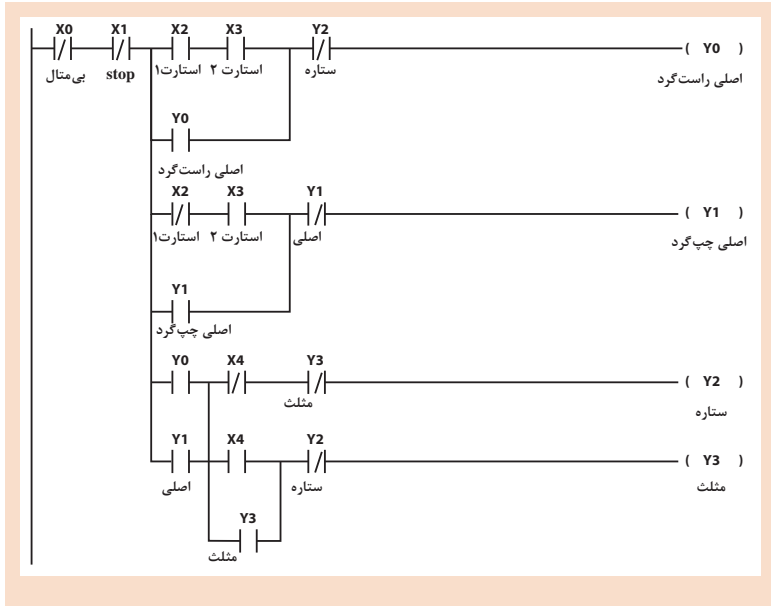 X0 X1 X2 X3 Y2
( Y0 )
بی‌متال stop استارت۱ استارت ۲ ستاره
اصلی راست‌گرد
Y0
اصلی راست‌گرد
X2 X3 Y1
( Y1 )
استارت۱ استارت ۲ اصلی
اصلی چپ‌گرد
Y1
اصلی چپ‌گرد
Y0 X4 Y3
( Y2 )
مثلث
ستاره
Y1 X4 Y2
( Y3 )
اصلی ستاره
مثلث
Y3
مثلث